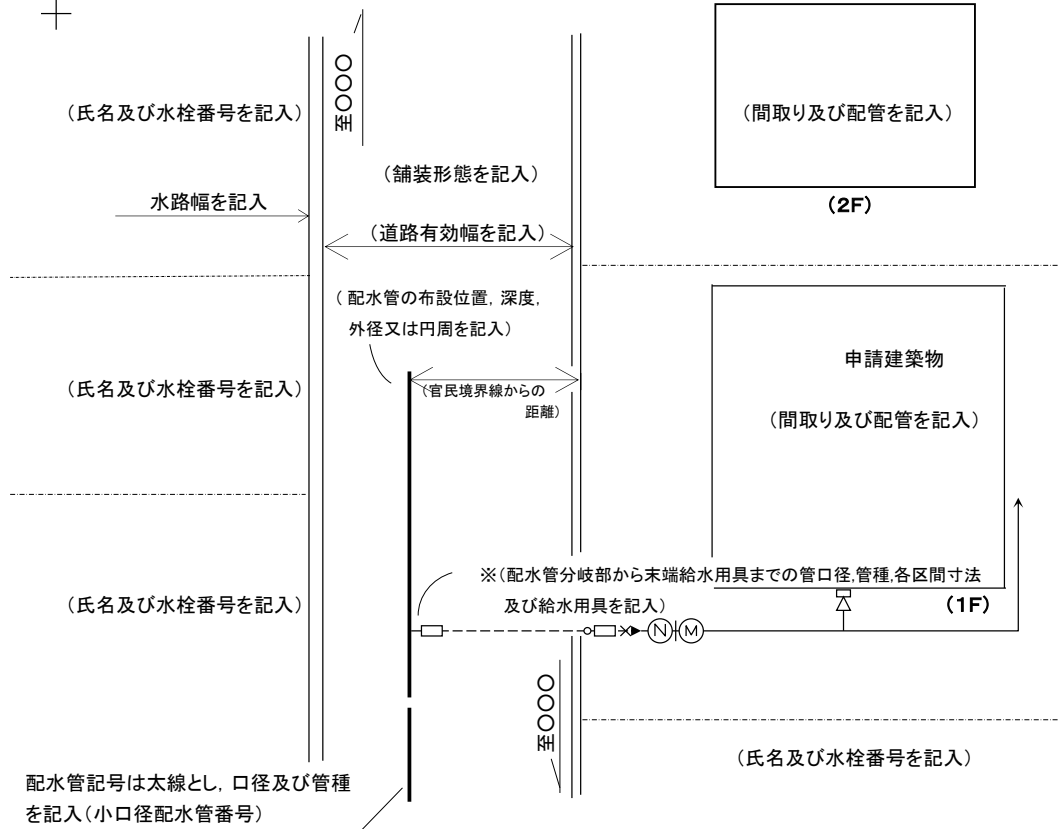 至○○○
(氏名及び水栓番号を記入)
(間取り及び配管を記入)
(舗装形態を記入)
水路幅を記入
(2F)
(道路有効幅を記入)
(配水管の布設位置, 深度,
外径又は円周を記入)
申請建築物
(氏名及び水栓番号を記入)
(官民境界線からの
距離)
(間取り及び配管を記入)
※(配水管分岐部から末端給水用具までの管口径,管種,各区間寸法
及び給水用具を記入)
(氏名及び水栓番号を記入)
(1F)
N M
至○○○
(氏名及び水栓番号を記入)
配水管記号は太線とし, 口径及び管種
を記入(小口径配水管番号)